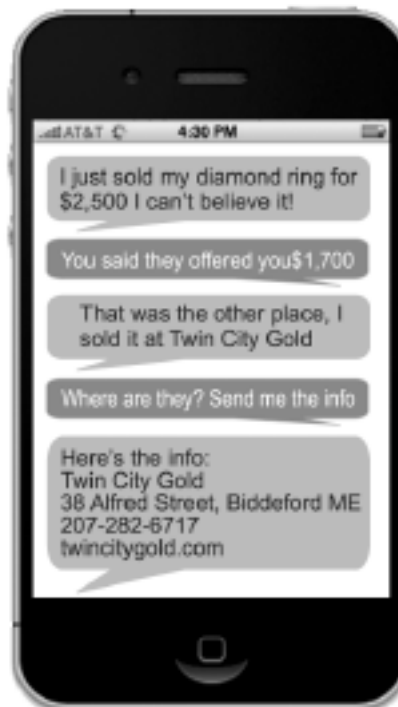 AT&T 4:30 PM
I just sold my diamond ring for
$2,500 I can't believe it!
You said they offered you$1,700
That was the other place, I
sold it at Twin City Gold
Where are they? Send me the info
Here's the info:
Twin City Gold
38 Alfred Street, Biddeford ME
207-282-6717
twincitygold.com